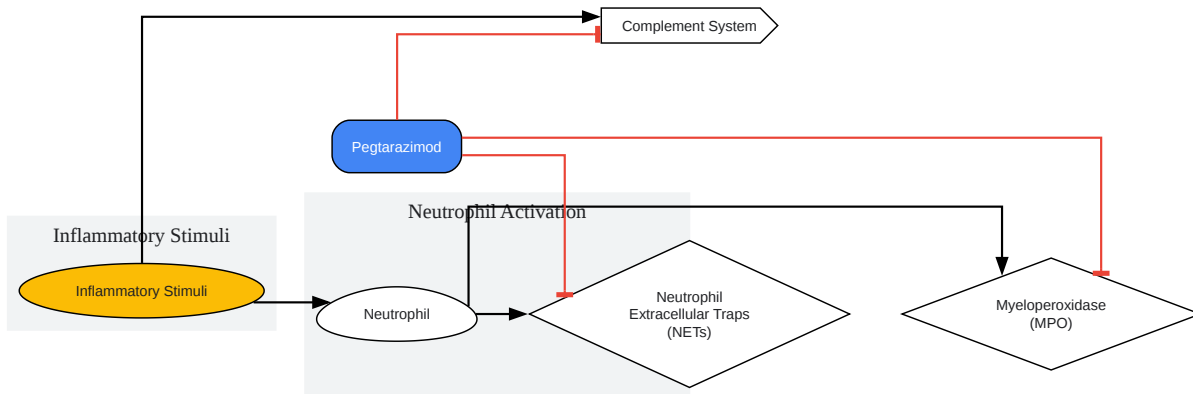 Complement System
Pegtarazimod
Neutrophil Activation
Inflammatory Stimuli
Inflammatory Stimuli
Neutrophil
Neutrophil
Extracellular Traps
(NETs)
Myeloperoxidase
(MPO)